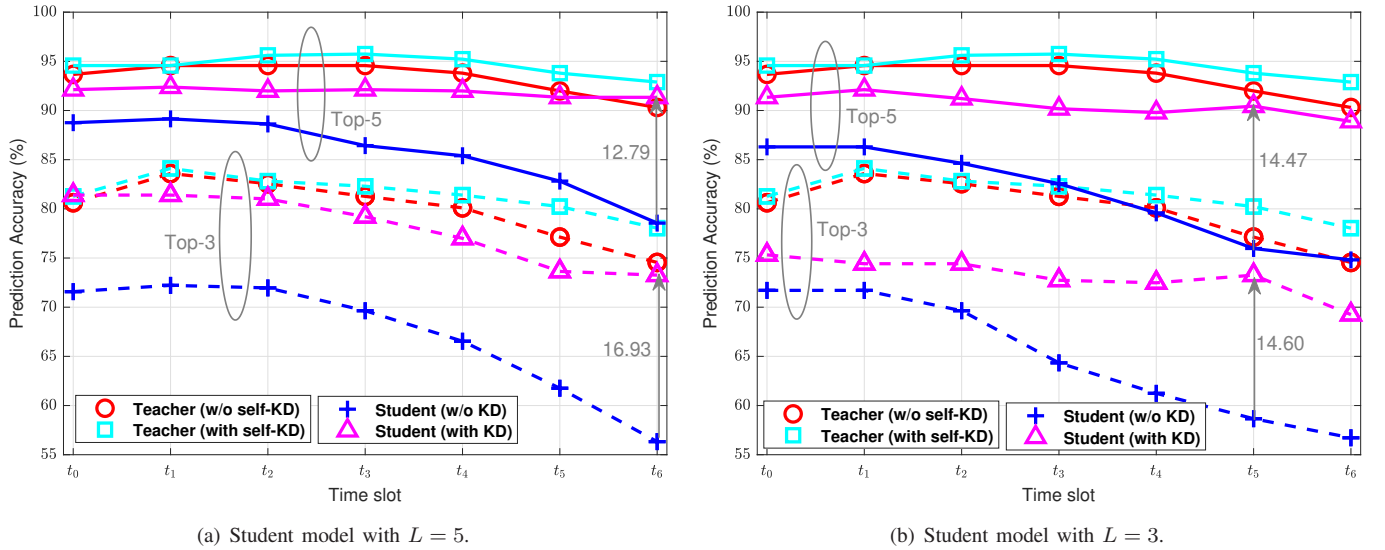 100
95
90
85
80
75
70
65
60
55
Prediction Accuracy (%)
Top-5
Top-3
12.79
16.93
Teacher (w/o self-KD)
Teacher (with self-KD)
Student (w/o KD)
Student (with KD)
t0 t1 t2 t3 t4 t5 t6
Time slot
(a) Student model with L = 5.
100
95
90
85
80
75
70
65
60
55
Prediction Accuracy (%)
Top-5
Top-3
14.47
14.60
Teacher (w/o self-KD)
Teacher (with self-KD)
Student (w/o KD)
Student (with KD)
t0 t1 t2 t3 t4 t5 t6
Time slot
(b) Student model with L = 3.